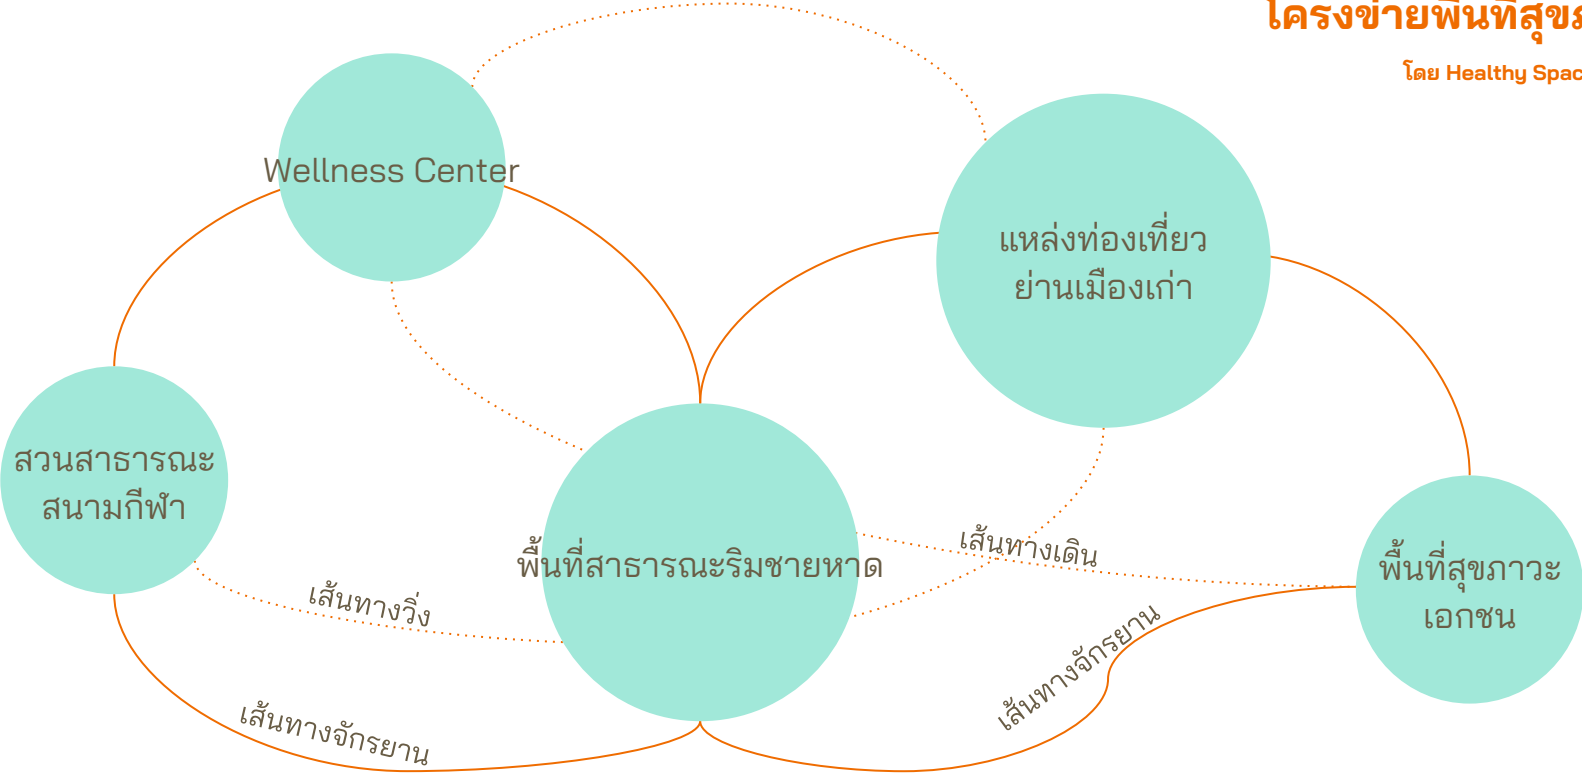 โครงข่ายพื้นที่สุข
โดย Healthy Spac
Wellness Center
แหล่งท่องเที่ยว
ย่านเมืองเก่า
สวนสาธารณะ
สนามกีฬา
พื้นที่สาธารณะริมชายหาด
เส้นทางเดิน
พื้นที่สุขภาวะ
เอกชน
เส้นทางวิ่ง
เส้นทางจักรยาน
เส้นทางจักรยาน